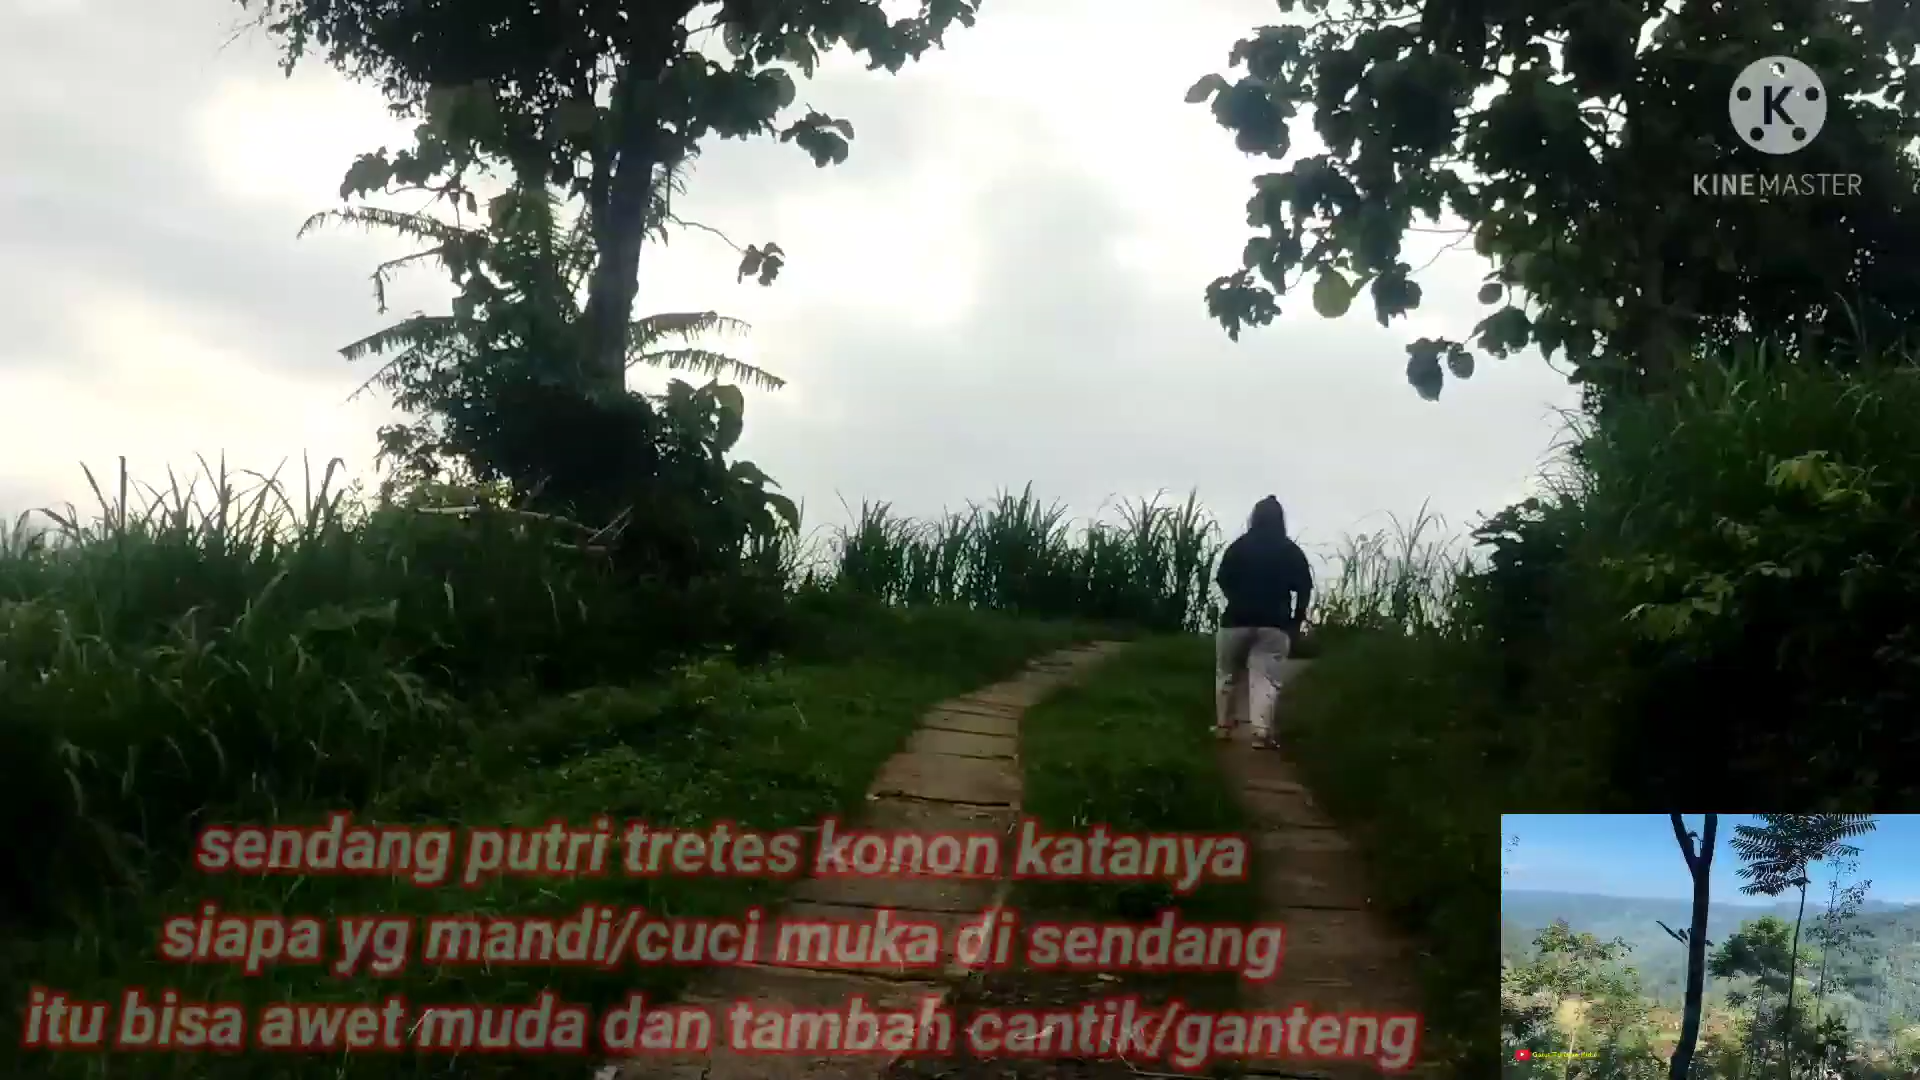 KINEMASTER
sendang putri tretes konon katanya
siapa yg mandi/cuci muka di sendang
itu bisa awet muda dan tambah cantik/ganteng